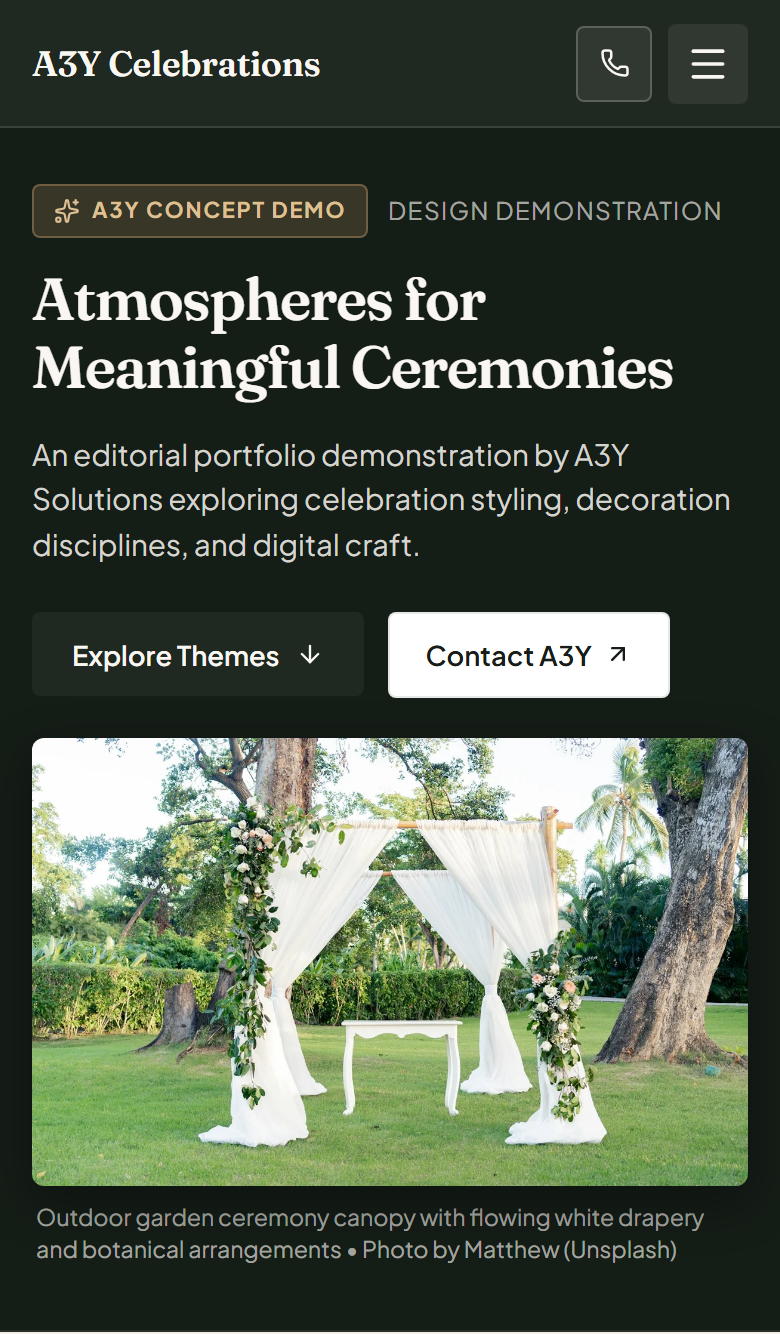 A3Y Celebrations
A3Y CONCEPT DEMO
DESIGN DEMONSTRATION
Atmospheres for
Meaningful Ceremonies
An editorial portfolio demonstration by A3Y
Solutions exploring celebration styling, decoration
disciplines, and digital craft.
Explore Themes ↓
Contact A3Y ↗
Outdoor garden ceremony canopy with flowing white drapery
and botanical arrangements • Photo by Matthew (Unsplash)